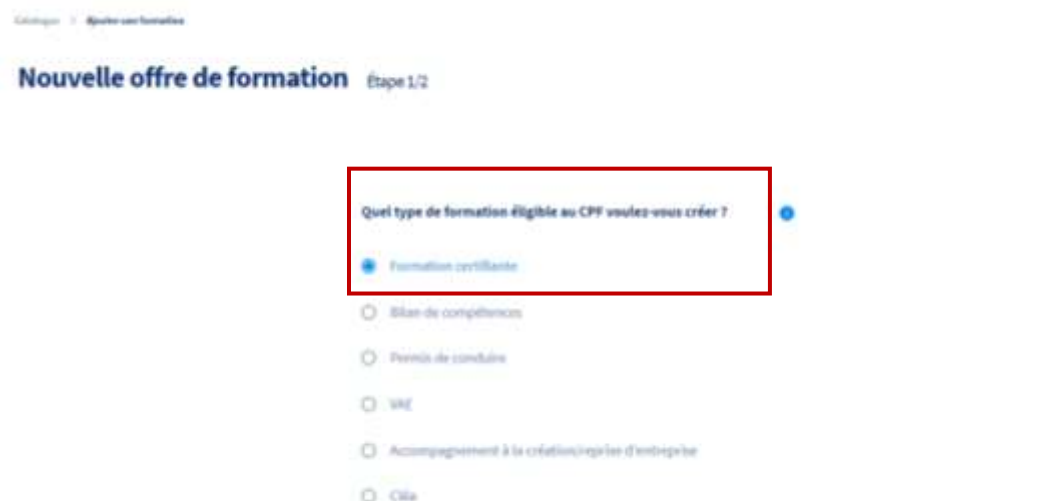 Catalogue > Ajouter une formation
Nouvelle offre de formation Étape 1/2
Quel type de formation éligible au CPF voulez-vous créer ?
Formation certifiante
Bilan de compétences
Permis de conduire
VAE
Accompagnement à la création/reprise d'entreprise
Cléa